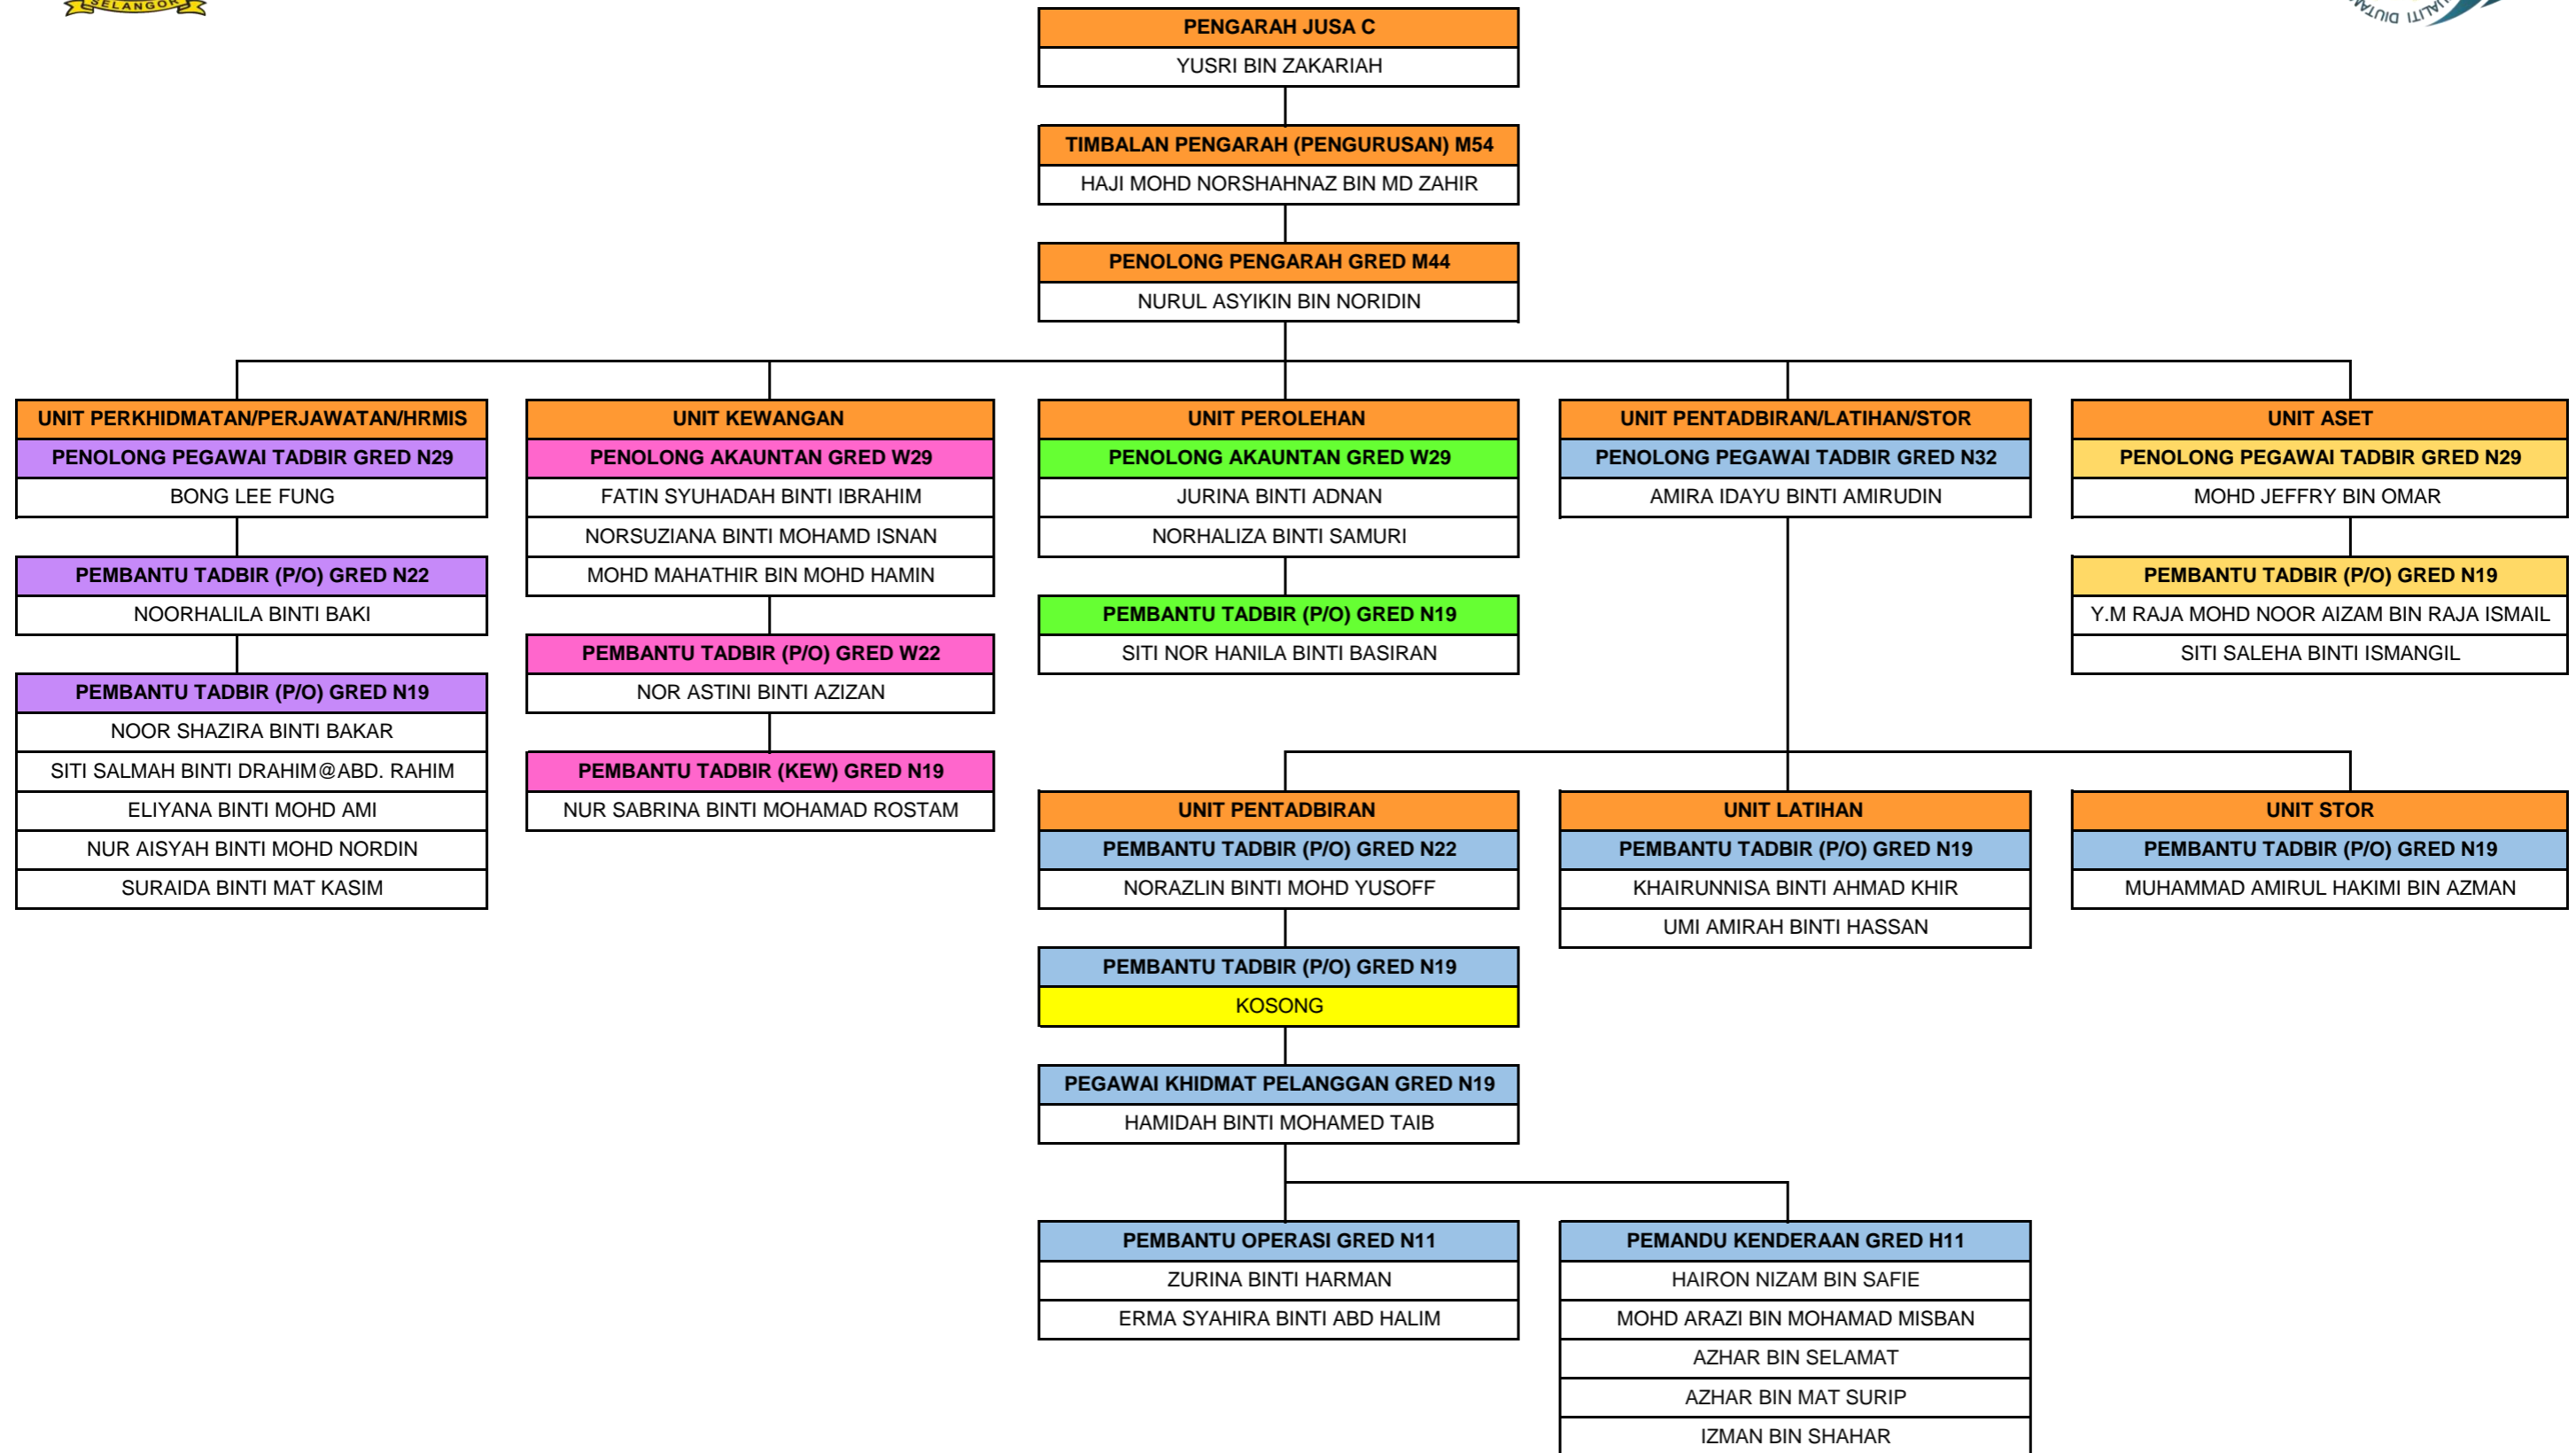 SELANGOR
PENGARAH JUSA C
YUSRI BIN ZAKARIAH
TIMBALAN PENGARAH (PENGURUSAN) M54
HAJI MOHD NORSHAHNAZ BIN MD ZAHIR
PENOLONG PENGARAH GRED M44
NURUL ASYIKIN BIN NORIDIN
UNIT PERKHIDMATAN/PERJAWATAN/HRMIS
PENOLONG PEGAWAI TADBIR GRED N29
BONG LEE FUNG
PEMBANTU TADBIR (P/O) GRED N22
NOORHALILA BINTI BAKI
PEMBANTU TADBIR (P/O) GRED N19
NOOR SHAZIRA BINTI BAKAR
SITI SALMAH BINTI DRAHIM@ABD. RAHIM
ELIYANA BINTI MOHD AMI
NUR AISYAH BINTI MOHD NORDIN
SURAIDA BINTI MAT KASIM
UNIT KEWANGAN
PENOLONG AKAUNTAN GRED W29
FATIN SYUHADAH BINTI IBRAHIM
NORSUZIANA BINTI MOHAMD ISNAN
MOHD MAHATHIR BIN MOHD HAMIN
PEMBANTU TADBIR (P/O) GRED W22
NOR ASTINI BINTI AZIZAN
PEMBANTU TADBIR (KEW) GRED N19
NUR SABRINA BINTI MOHAMAD ROSTAM
UNIT PEROLEHAN
PENOLONG AKAUNTAN GRED W29
JURINA BINTI ADNAN
NORHALIZA BINTI SAMURI
PEMBANTU TADBIR (P/O) GRED N19
SITI NOR HANILA BINTI BASIRAN
UNIT PENTADBIRAN/LATIHAN/STOR
PENOLONG PEGAWAI TADBIR GRED N32
AMIRA IDAYU BINTI AMIRUDIN
UNIT ASET
PENOLONG PEGAWAI TADBIR GRED N29
MOHD JEFFRY BIN OMAR
PEMBANTU TADBIR (P/O) GRED N19
Y.M RAJA MOHD NOOR AIZAM BIN RAJA ISMAIL
SITI SALEHA BINTI ISMANGIL
UNIT PENTADBIRAN
PEMBANTU TADBIR (P/O) GRED N22
NORAZLIN BINTI MOHD YUSOFF
PEMBANTU TADBIR (P/O) GRED N19
KOSONG
PEGAWAI KHIDMAT PELANGGAN GRED N19
HAMIDAH BINTI MOHAMED TAIB
PEMBANTU OPERASI GRED N11
ZURINA BINTI HARMAN
ERMA SYAHIRA BINTI ABD HALIM
PEMANDU KENDERAAN GRED H11
HAIRON NIZAM BIN SAFIE
MOHD ARAZI BIN MOHAMAD MISBAN
AZHAR BIN SELAMAT
AZHAR BIN MAT SURIP
IZMAN BIN SHAHAR
UNIT LATIHAN
PEMBANTU TADBIR (P/O) GRED N19
KHAIRUNNISA BINTI AHMAD KHIR
UMI AMIRAH BINTI HASSAN
UNIT STOR
PEMBANTU TADBIR (P/O) GRED N19
MUHAMMAD AMIRUL HAKIMI BIN AZMAN